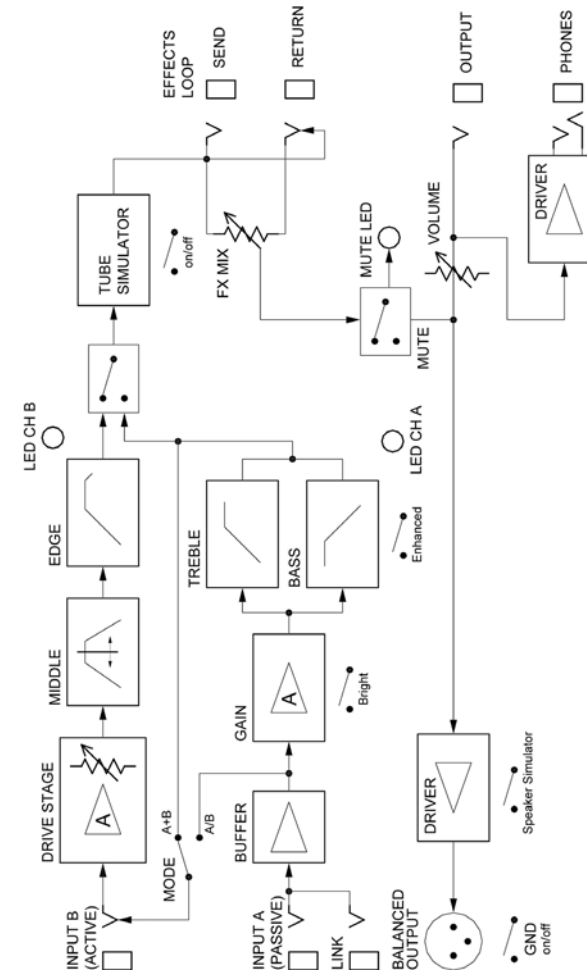 INPUT B
(ACTIVE)
DRIVE STAGE
A
MIDDLE
EDGE
LED CH B
TUBE
SIMULATOR
on/off
EFFECTS
LOOP
SEND
RETURN
FX MIX
MODE
A+B
A/B
INPUT A
(PASSIVE)
LINK
BUFFER
GAIN
A
Bright
TREBLE
BASS
Enhanced
LED CH A
MUTE
MUTE LED
VOLUME
OUTPUT
PHONES
DRIVER
BALANCED
OUTPUT
GND
on/off
DRIVER
Speaker Simulator